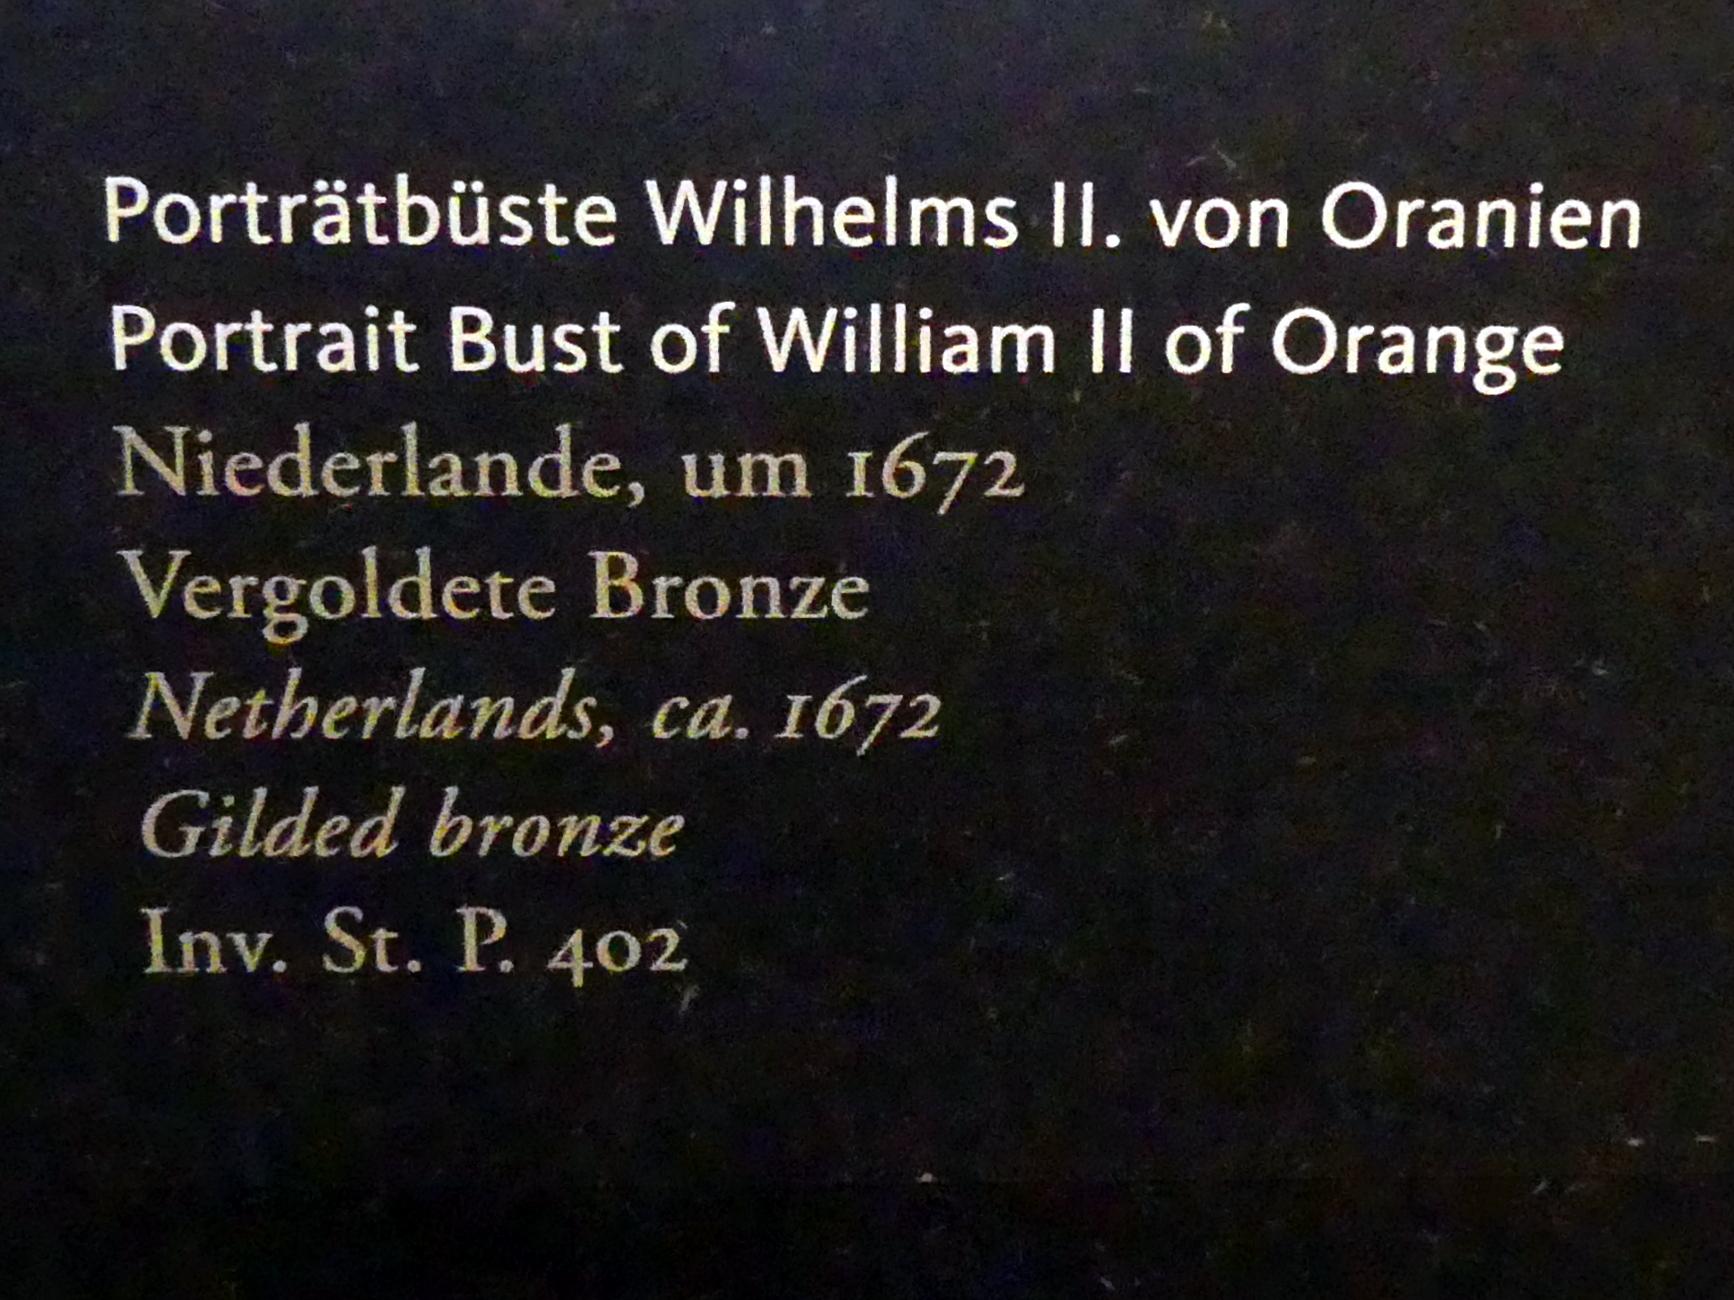 Porträtbüste Wilhelms II. von Oranien
Portrait Bust of William II of Orange
Niederlande, um 1672
Vergoldete Bronze
Netherlands, ca. 1672
Gilded bronze
Inv. St. P. 402